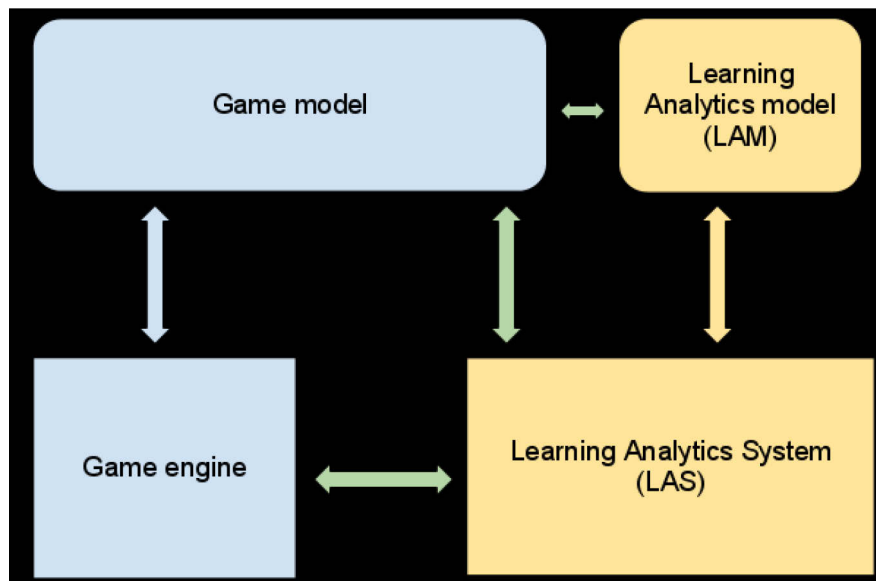 Game model
Learning
Analytics model
(LAM)
Game engine
Learning Analytics System
(LAS)